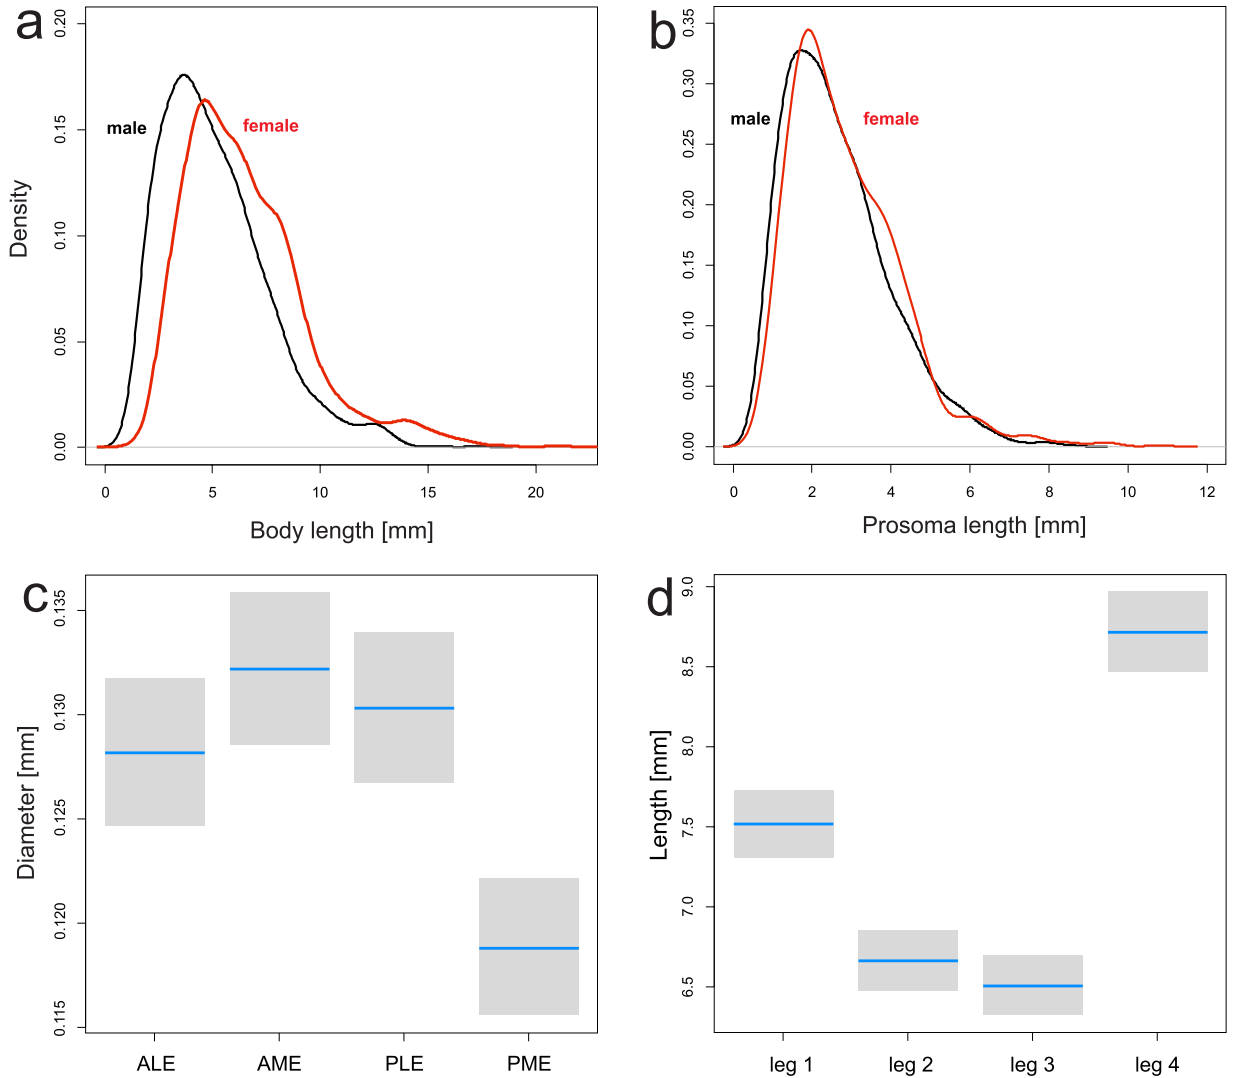 a
0.20
0.15
0.10
0.05
0.00
Density
male
female
0
5
10
15
20
Body length [mm]
b
0.35
0.30
0.25
0.20
0.15
0.10
0.05
0.00
male
female
0
2
4
6
8
10
12
Prosoma length [mm]
c
0.135
0.130
0.125
0.120
0.115
Diameter [mm]
ALE
AME
PLE
PME
d
9.0
8.5
8.0
7.5
7.0
6.5
Length [mm]
leg 1
leg 2
leg 3
leg 4